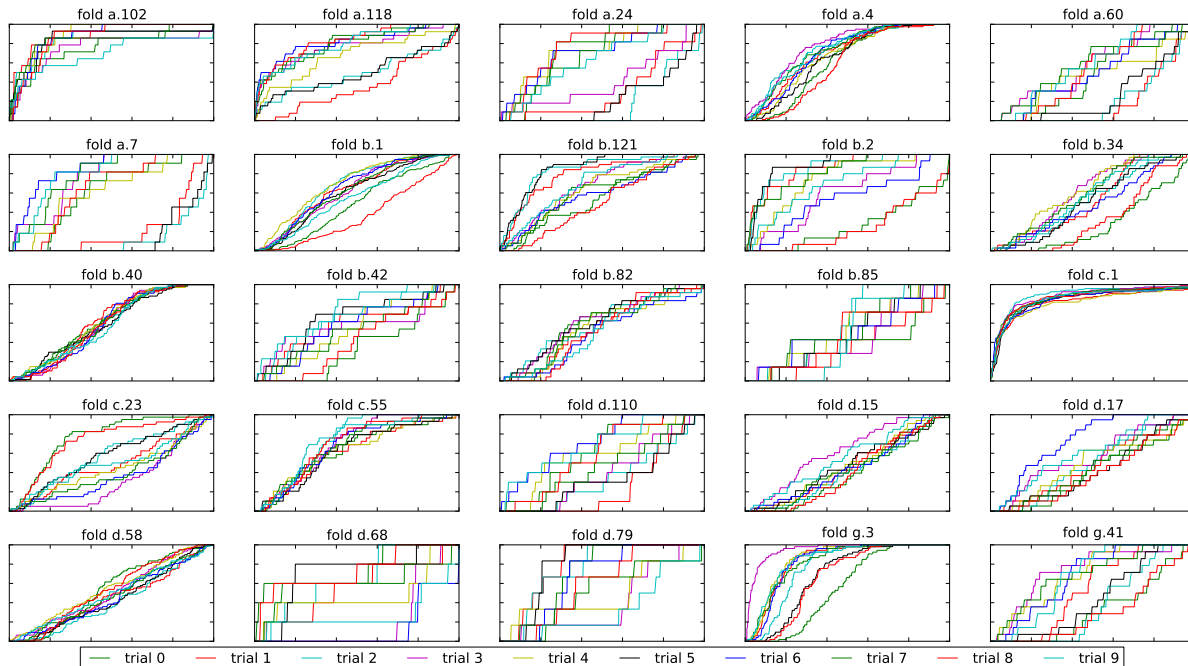 fold a.102 fold a.118 fold a.24 fold a.4 fold a.60
fold a.7 fold b.1 fold b.121 fold b.2 fold b.34
fold b.40 fold b.42 fold b.82 fold b.85 fold c.1
fold c.23 fold c.55 fold d.110 fold d.15 fold d.17
fold d.58 fold d.68 fold d.79 fold g.3 fold g.41
trial 0 trial 1 trial 2 trial 3 trial 4 trial 5 trial 6 trial 7 trial 8 trial 9